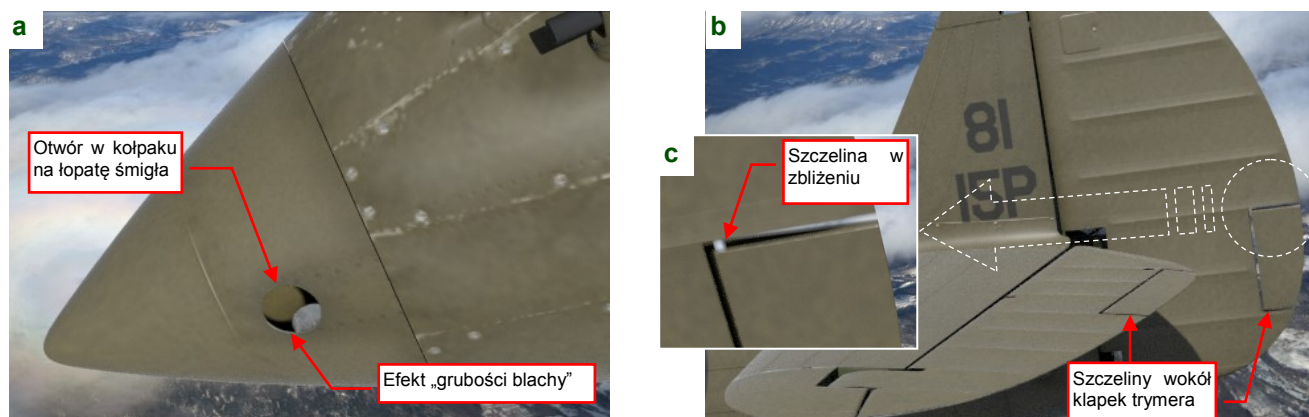 a
Otwór w kołpaku
na łopatę śmigła
Efekt „grubości blachy”
b
81
15P
c
Szczelina w
zbliżeniu
Szczeliny wokół
klapek trymera